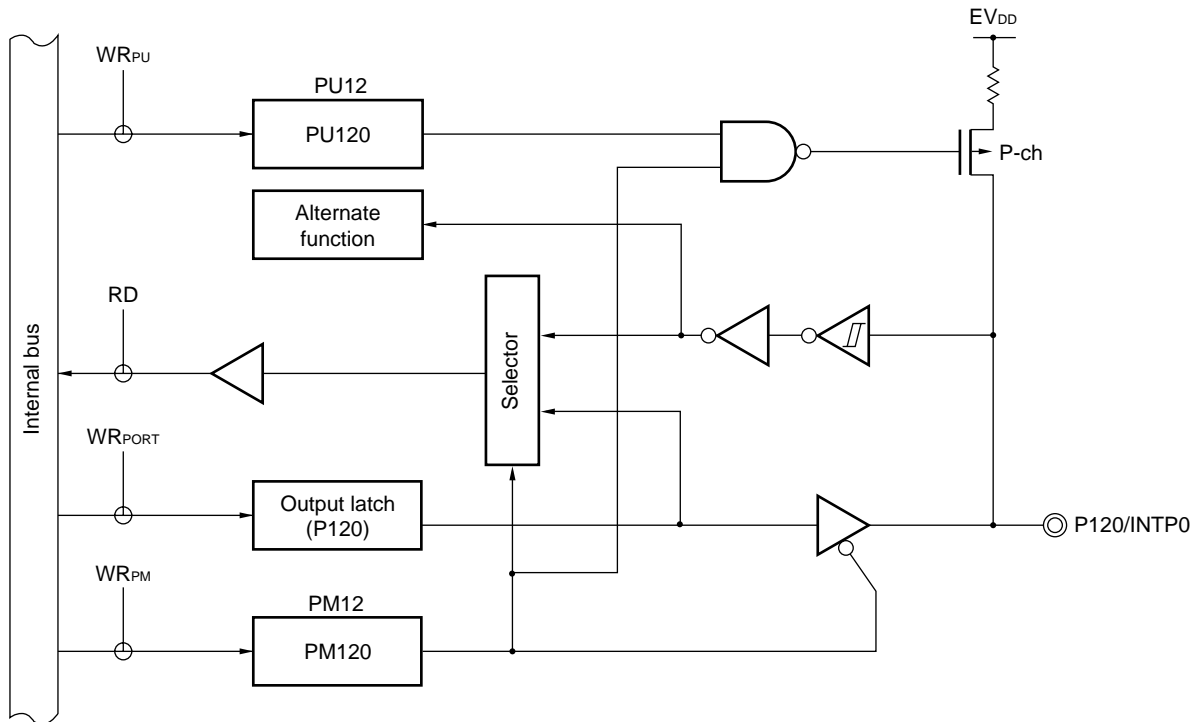 EVDD
WRPU
PU12
PU120
P-ch
Alternate
function
RD
Internal bus
Selector
WRPORT
Output latch
(P120)
P120/INTP0
WRPM
PM12
PM120